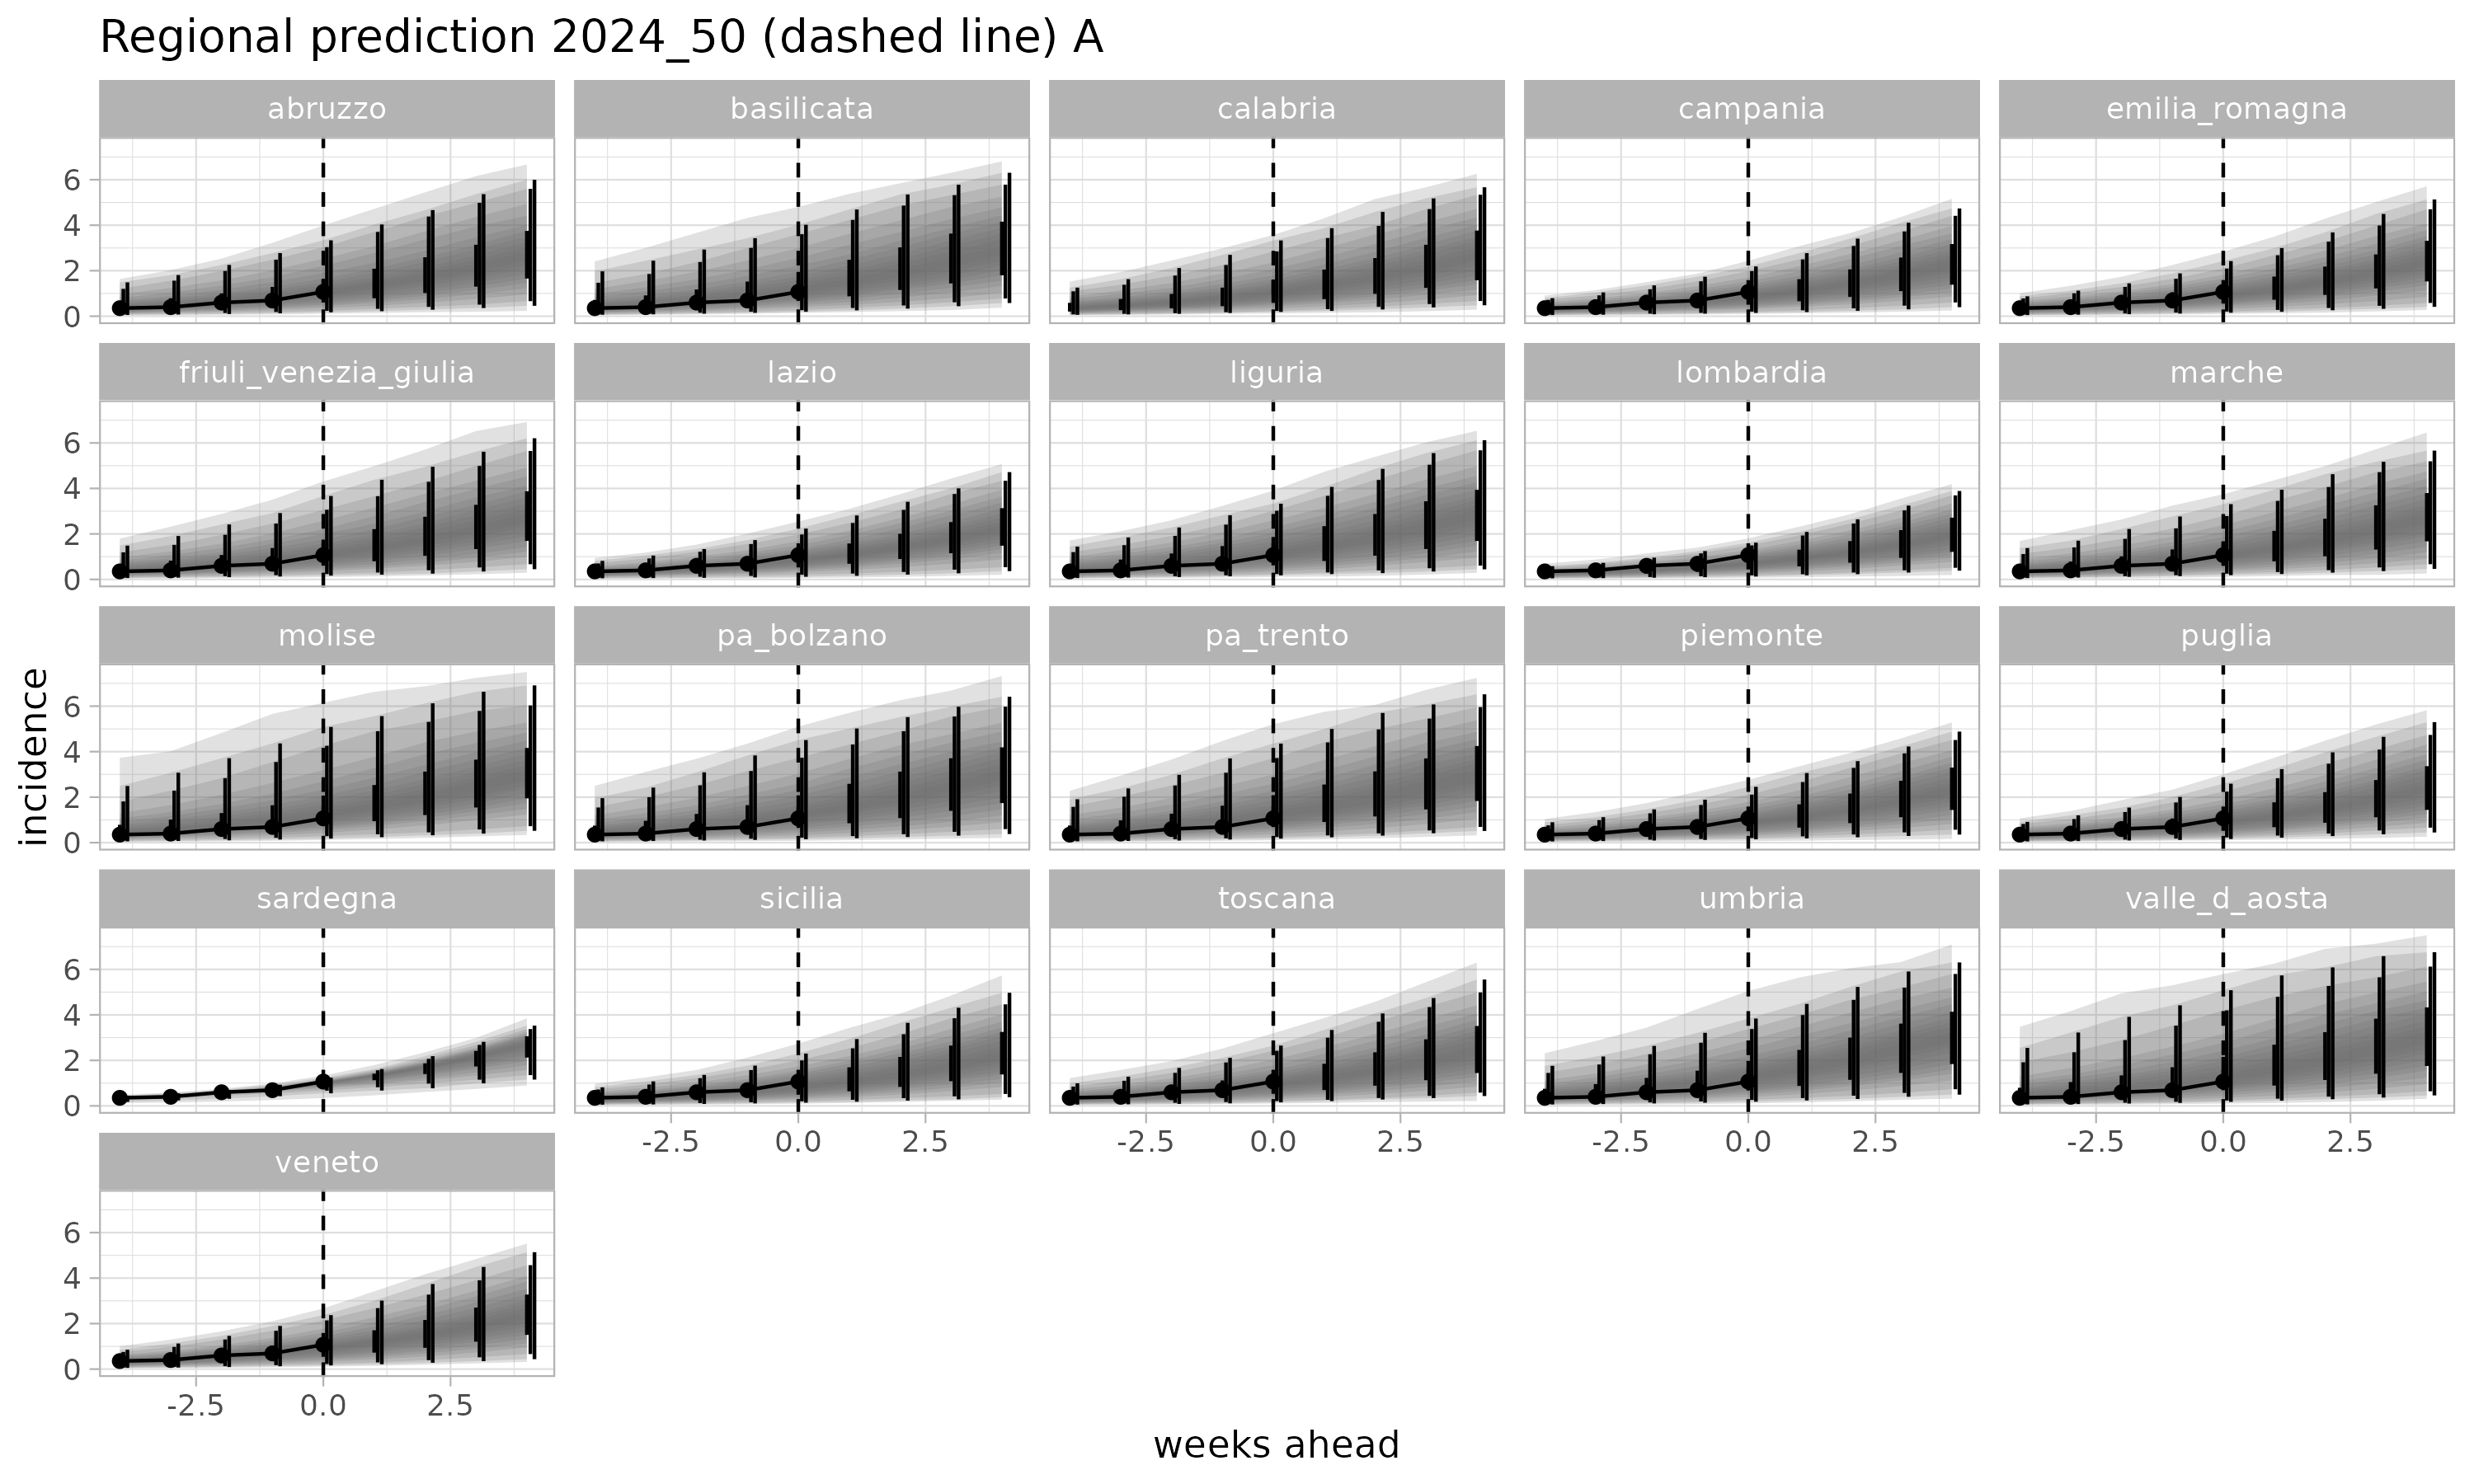 Regional prediction 2024_50 (dashed line) A
abruzzo
basilicata
calabria
campania
emilia_romagna
6
4
2
0
friuli_venezia_giulia
lazio
liguria
lombardia
marche
6
4
2
0
molise
pa_bolzano
pa_trento
piemonte
puglia
6
4
2
0
incidence
sardegna
sicilia
toscana
umbria
valle_d_aosta
6
4
2
0
-2.5 0.0 2.5
-2.5 0.0 2.5
-2.5 0.0 2.5
-2.5 0.0 2.5
veneto
6
4
2
0
-2.5 0.0 2.5
weeks ahead